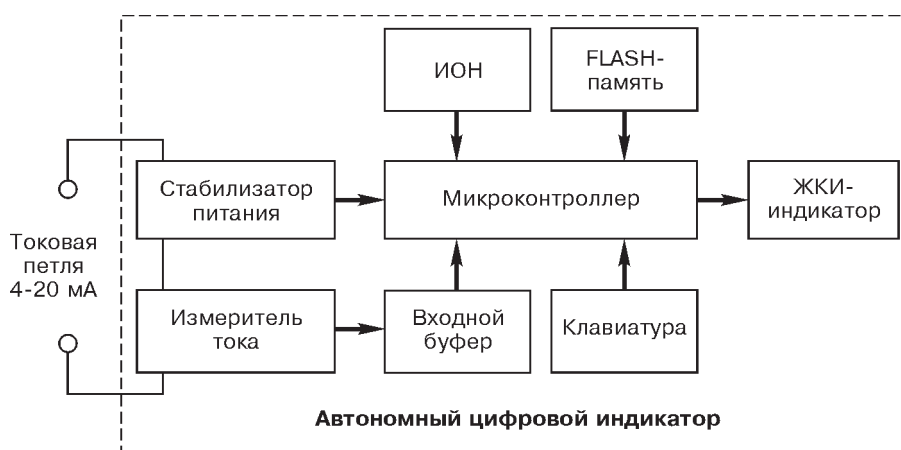 ИОН
FLASH-
память
Стабилизатор
питания
Микроконтроллер
ЖКИ-
индикатор
Токовая
петля
4-20 мА
Измеритель
тока
Входной
буфер
Клавиатура
Автономный цифровой индикатор